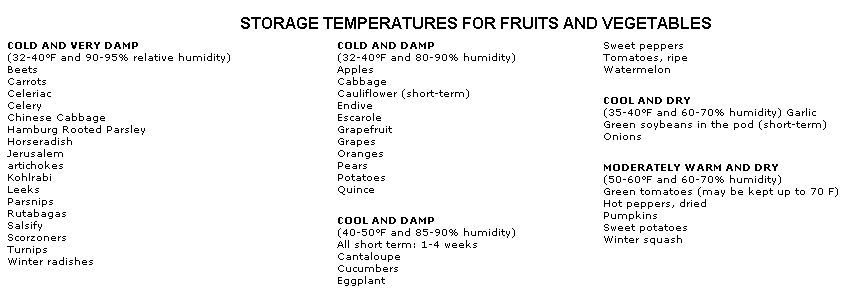 STORAGE TEMPERATURES FOR FRUITS AND VEGETABLES
COLD AND VERY DAMP
(32-40°F and 90-95% relative humidity)
Beets
Carrots
Celeriac
Celery
Chinese Cabbage
Hamburg Rooted Parsley
Horseradish
Jerusalem
artichokes
Kohlrabi
Leeks
Parsnips
Rutabagas
Salsify
Scorzoners
Turnips
Winter radishes
COLD AND DAMP
(32-40°F and 80-90% humidity)
Apples
Cabbage
Cauliflower (short-term)
Endive
Escarole
Grapefruit
Grapes
Oranges
Pears
Potatoes
Quince
COOL AND DAMP
(40-50°F and 85-90% humidity)
All short term: 1-4 weeks
Cantaloupe
Cucumbers
Eggplant
Sweet peppers
Tomatoes, ripe
Watermelon
COOL AND DRY
(35-40°F and 60-70% humidity) Garlic
Green soybeans in the pod (short-term)
Onions
MODERATELY WARM AND DRY
(50-60°F and 60-70% humidity)
Green tomatoes (may be kept up to 70 F)
Hot peppers, dried
Pumpkins
Sweet potatoes
Winter squash